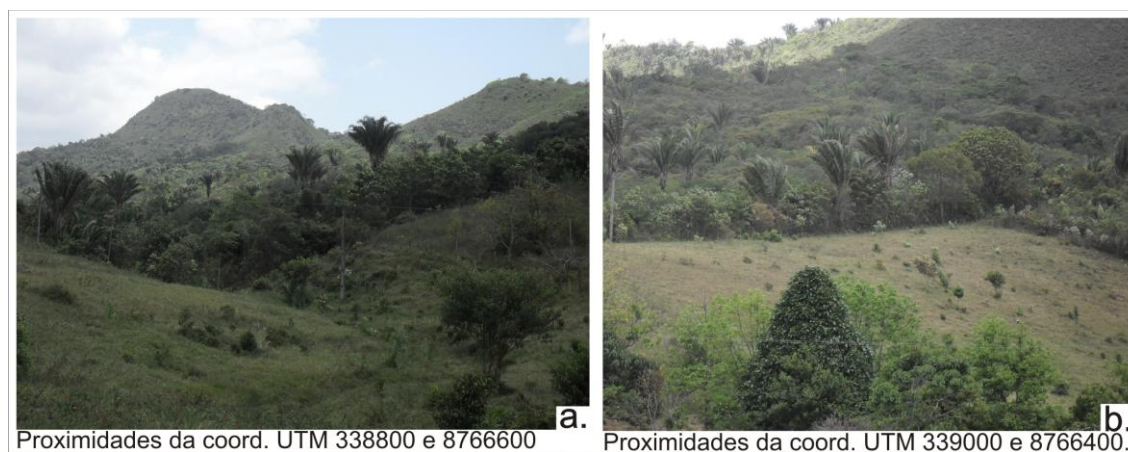 a.
Proximidades da coord. UTM 338800 e 8766600
b.
Proximidades da coord. UTM 339000 e 8766400.